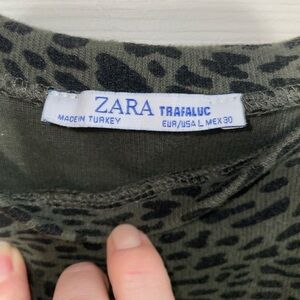 ZARA TRAFALUC
MADE IN TURKEY EUR/USA L MEX 30